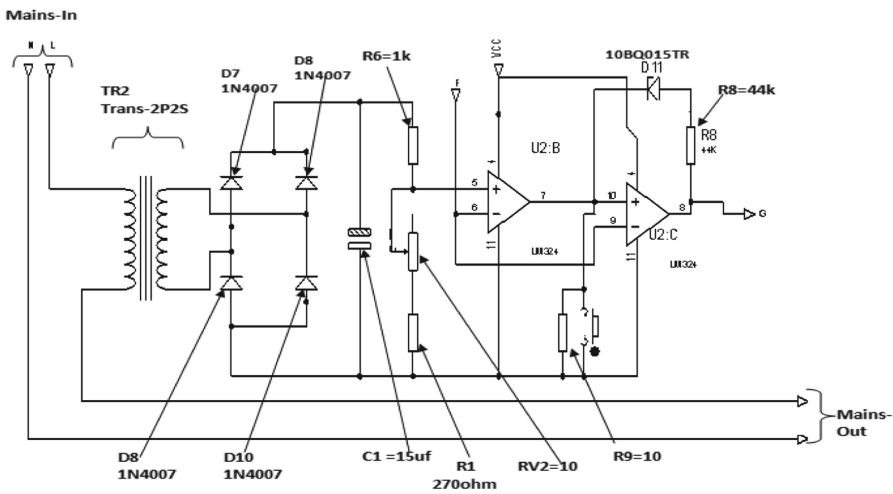 Mains-In
N L
TR2
Trans-2P2S
D7
1N4007
D8
1N4007
R6=1k
VCC
F
10BQ015TR
D11
R8=44k
R8
44K
U2:B
4
5
6
7
11
LM324
4
10
9
8
11
U2:C
LM324
G
D8
1N4007
D10
1N4007
C1 =15uf
R1
270ohm
RV2=10
R9=10
Mains-
Out